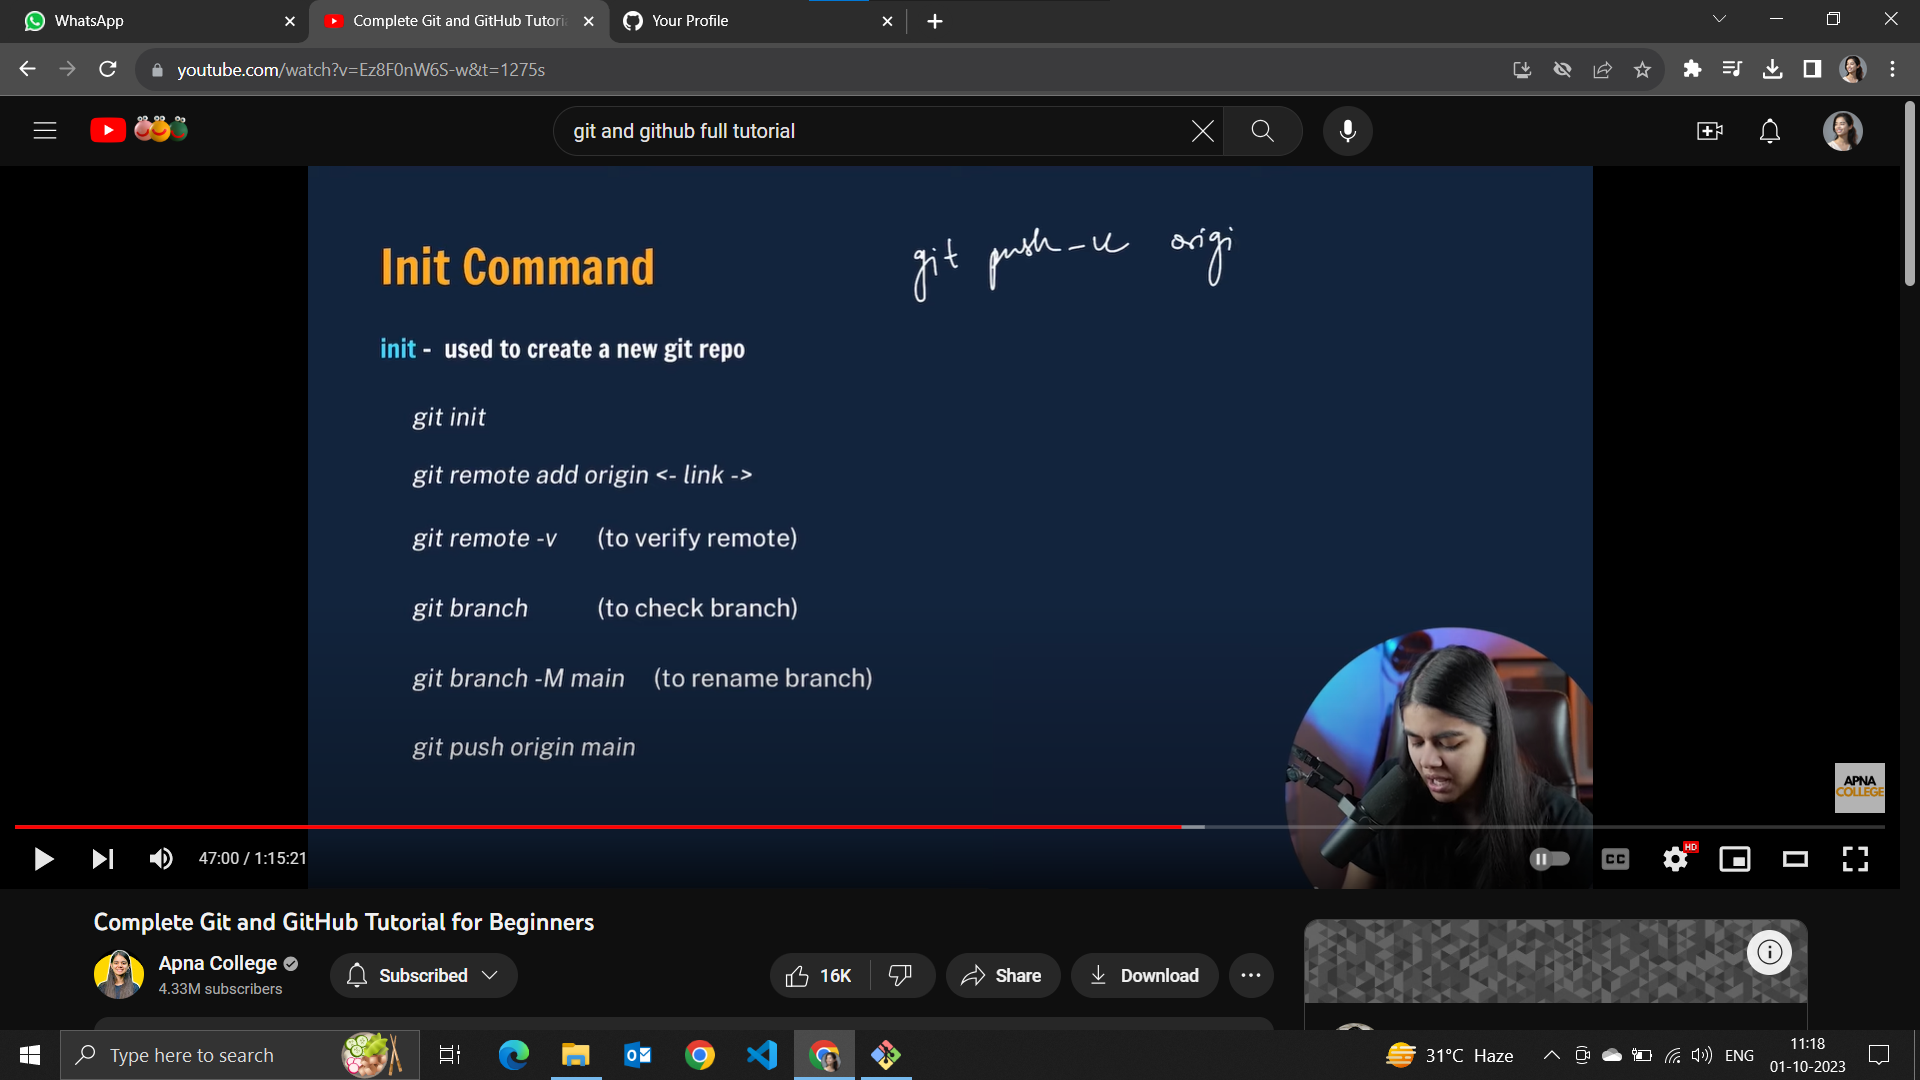 WhatsApp
Complete Git and GitHub Tutori
Your Profile
youtube.com/watch?v=Ez8F0nW6S-w&t=1275s
git and github full tutorial
git push -u origi
Init Command
init - used to create a new git repo
git init
git remote add origin <- link ->
git remote -v (to verify remote)
git branch (to check branch)
git branch -M main (to rename branch)
git push origin main
APNA
COLLEGE
47:00 / 1:15:21
CC
HD
Complete Git and GitHub Tutorial for Beginners
Apna College
4.33M subscribers
Subscribed
16K
Share
Download
Type here to search
31°C Haze
ENG
11:18
01-10-2023